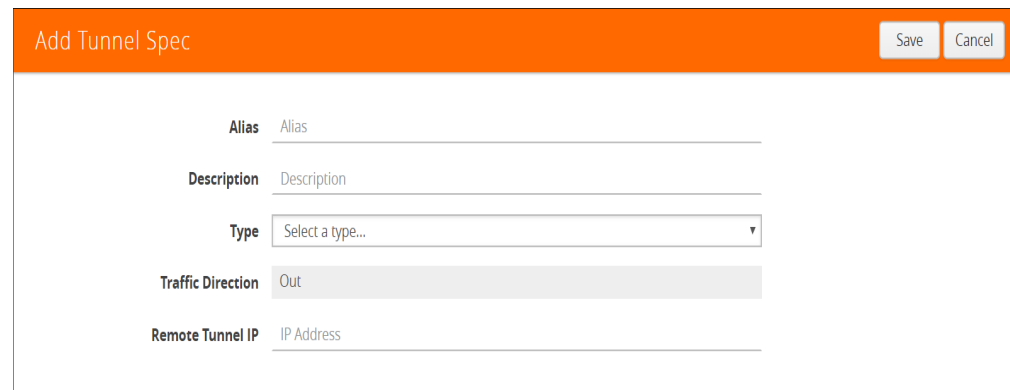 Add Tunnel Spec Save Cancel
Alias Alias
Description Description
Type Select a type...
Traffic Direction Out
Remote Tunnel IP IP Address